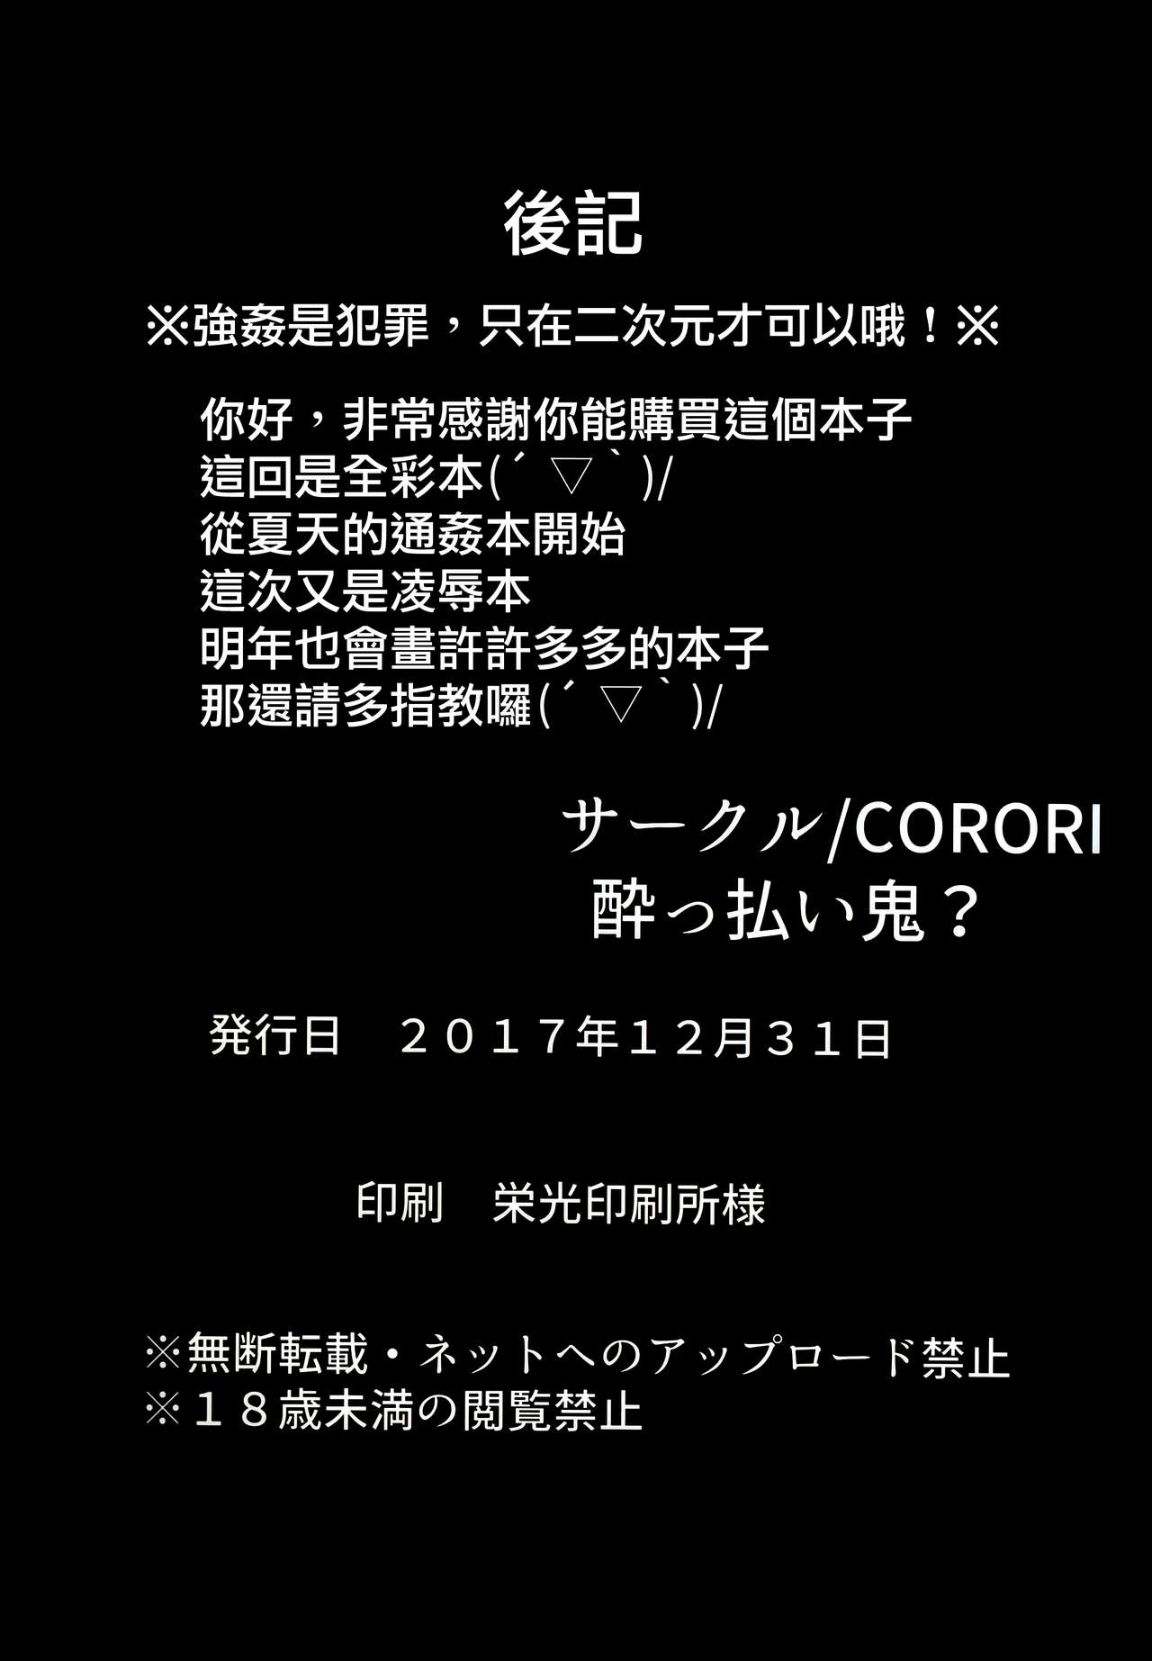 後記
※強姦是犯罪，只在二次元才可以哦！※
你好，非常感謝你能購買這個本子
這回是全彩本(´▽`)/
從夏天的通姦本開始
這次又是凌辱本
明年也會畫許許多多的本子
那還請多指教囉(´▽`)/
サークル/CORORI
酔っ払い鬼？
発行日　２０１７年１２月３１日
印刷　栄光印刷所様
※無断転載・ネットへのアップロード禁止
※１８歳未満の閲覧禁止